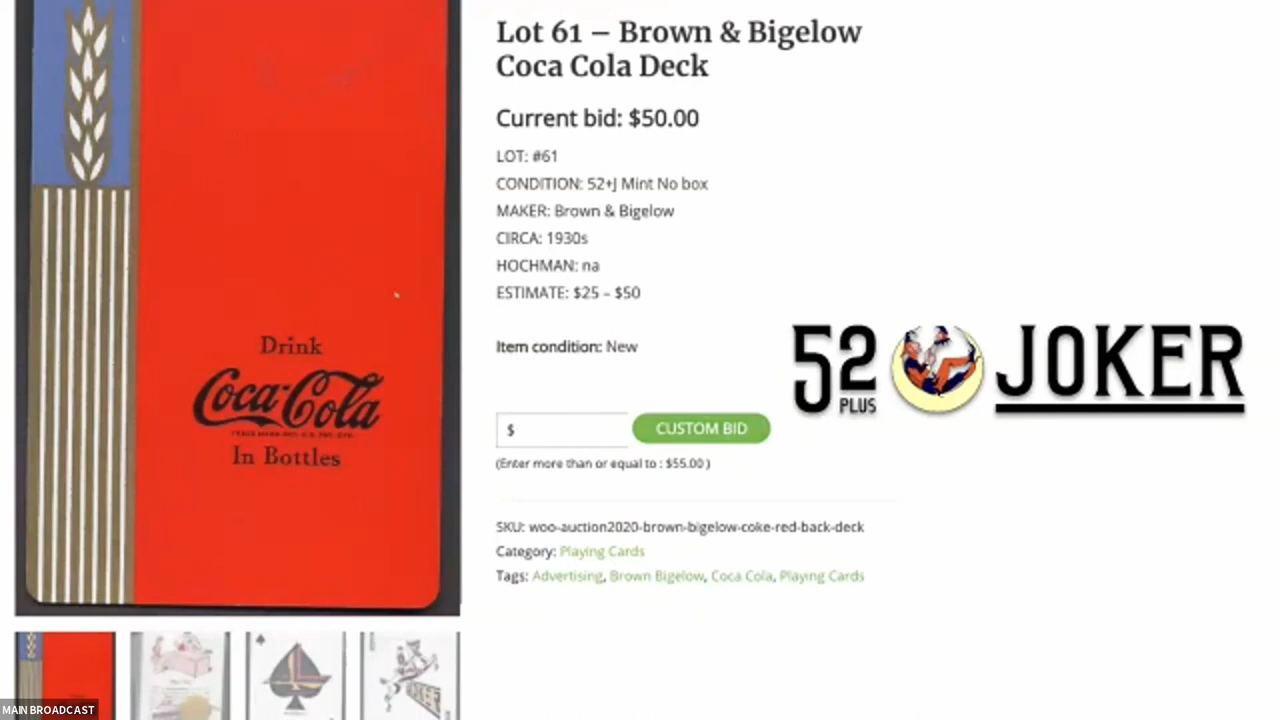 Lot 61 – Brown & Bigelow
Coca Cola Deck
Current bid: $50.00
LOT: #61
CONDITION: 52+J Mint No box
MAKER: Brown & Bigelow
CIRCA: 1930s
HOCHMAN: na
ESTIMATE: $25 – $50
Item condition: New
$
CUSTOM BID
(Enter more than or equal to : $55.00 )
SKU: woo-auction2020-brown-bigelow-coke-red-back-deck
Category: Playing Cards
Tags: Advertising, Brown Bigelow, Coca Cola, Playing Cards
Drink
Coca-Cola
In Bottles
52
PLUS
JOKER
MAIN BROADCAST